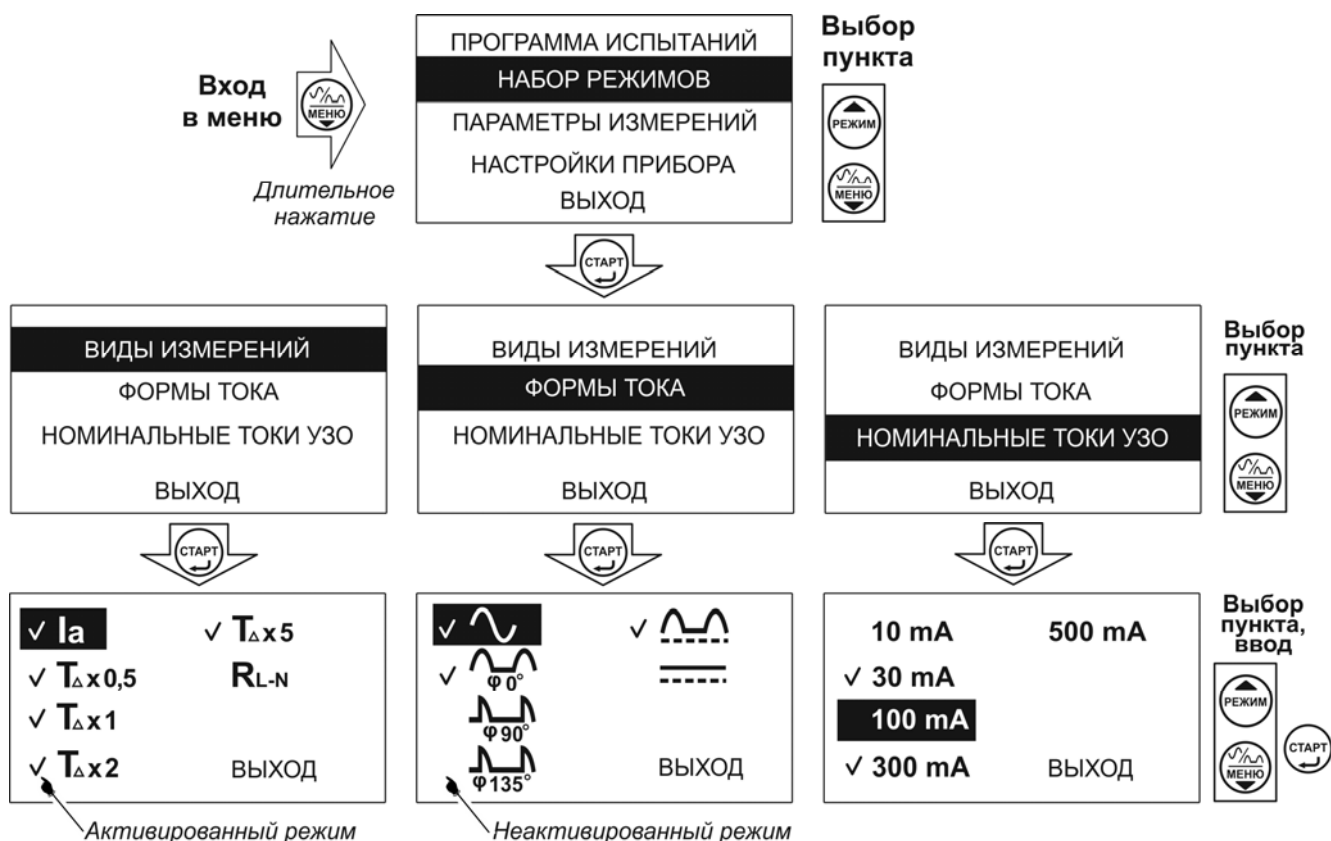 Вход
в меню
МЕНЮ
Длительное
нажатие
ПРОГРАММА ИСПЫТАНИЙ
НАБОР РЕЖИМОВ
ПАРАМЕТРЫ ИЗМЕРЕНИЙ
НАСТРОЙКИ ПРИБОРА
ВЫХОД
Выбор
пункта
РЕЖИМ
МЕНЮ
СТАРТ
ВИДЫ ИЗМЕРЕНИЙ
ФОРМЫ ТОКА
НОМИНАЛЬНЫЕ ТОКИ УЗО
ВЫХОД
ВИДЫ ИЗМЕРЕНИЙ
ФОРМЫ ТОКА
НОМИНАЛЬНЫЕ ТОКИ УЗО
ВЫХОД
ВИДЫ ИЗМЕРЕНИЙ
ФОРМЫ ТОКА
НОМИНАЛЬНЫЕ ТОКИ УЗО
ВЫХОД
Выбор
пункта
РЕЖИМ
МЕНЮ
СТАРТ
СТАРТ
СТАРТ
✓ Ia
✓ T△x0,5
✓ T△x1
✓ T△x2
✓ T△x5
RL-N
ВЫХОД
Активированный режим
✓
✓ φ 0°
φ 90°
φ 135°
✓
ВЫХОД
Неактивированный режим
10 mA
✓ 30 mA
100 mA
✓ 300 mA
500 mA
ВЫХОД
Выбор
пункта,
ввод
РЕЖИМ
МЕНЮ
СТАРТ